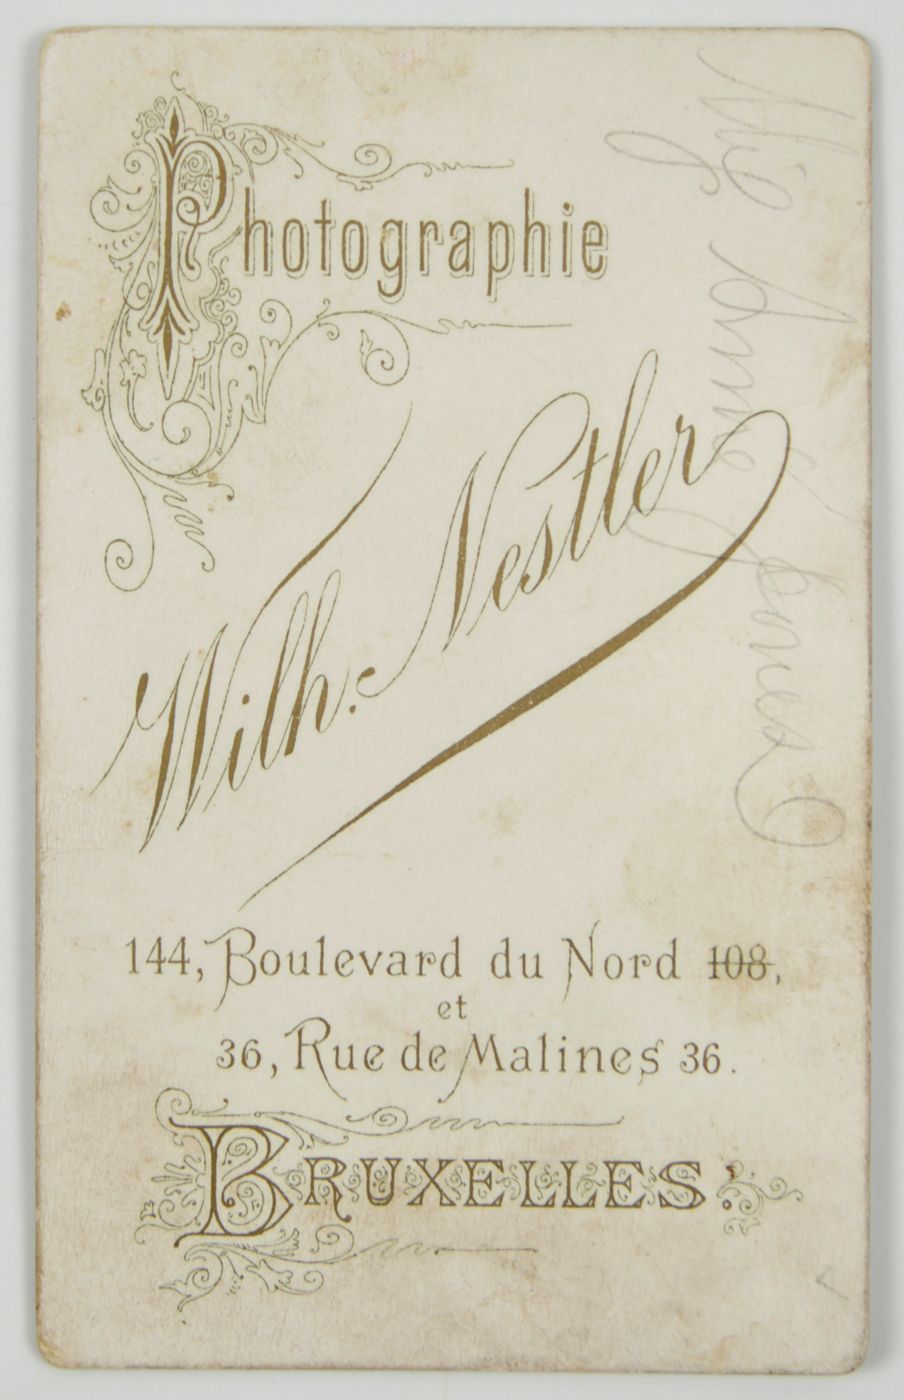 Photographie
Wilh. Nestler
144, Boulevard du Nord 108,
et
36, Rue de Malines 36.
BRUXELLES.